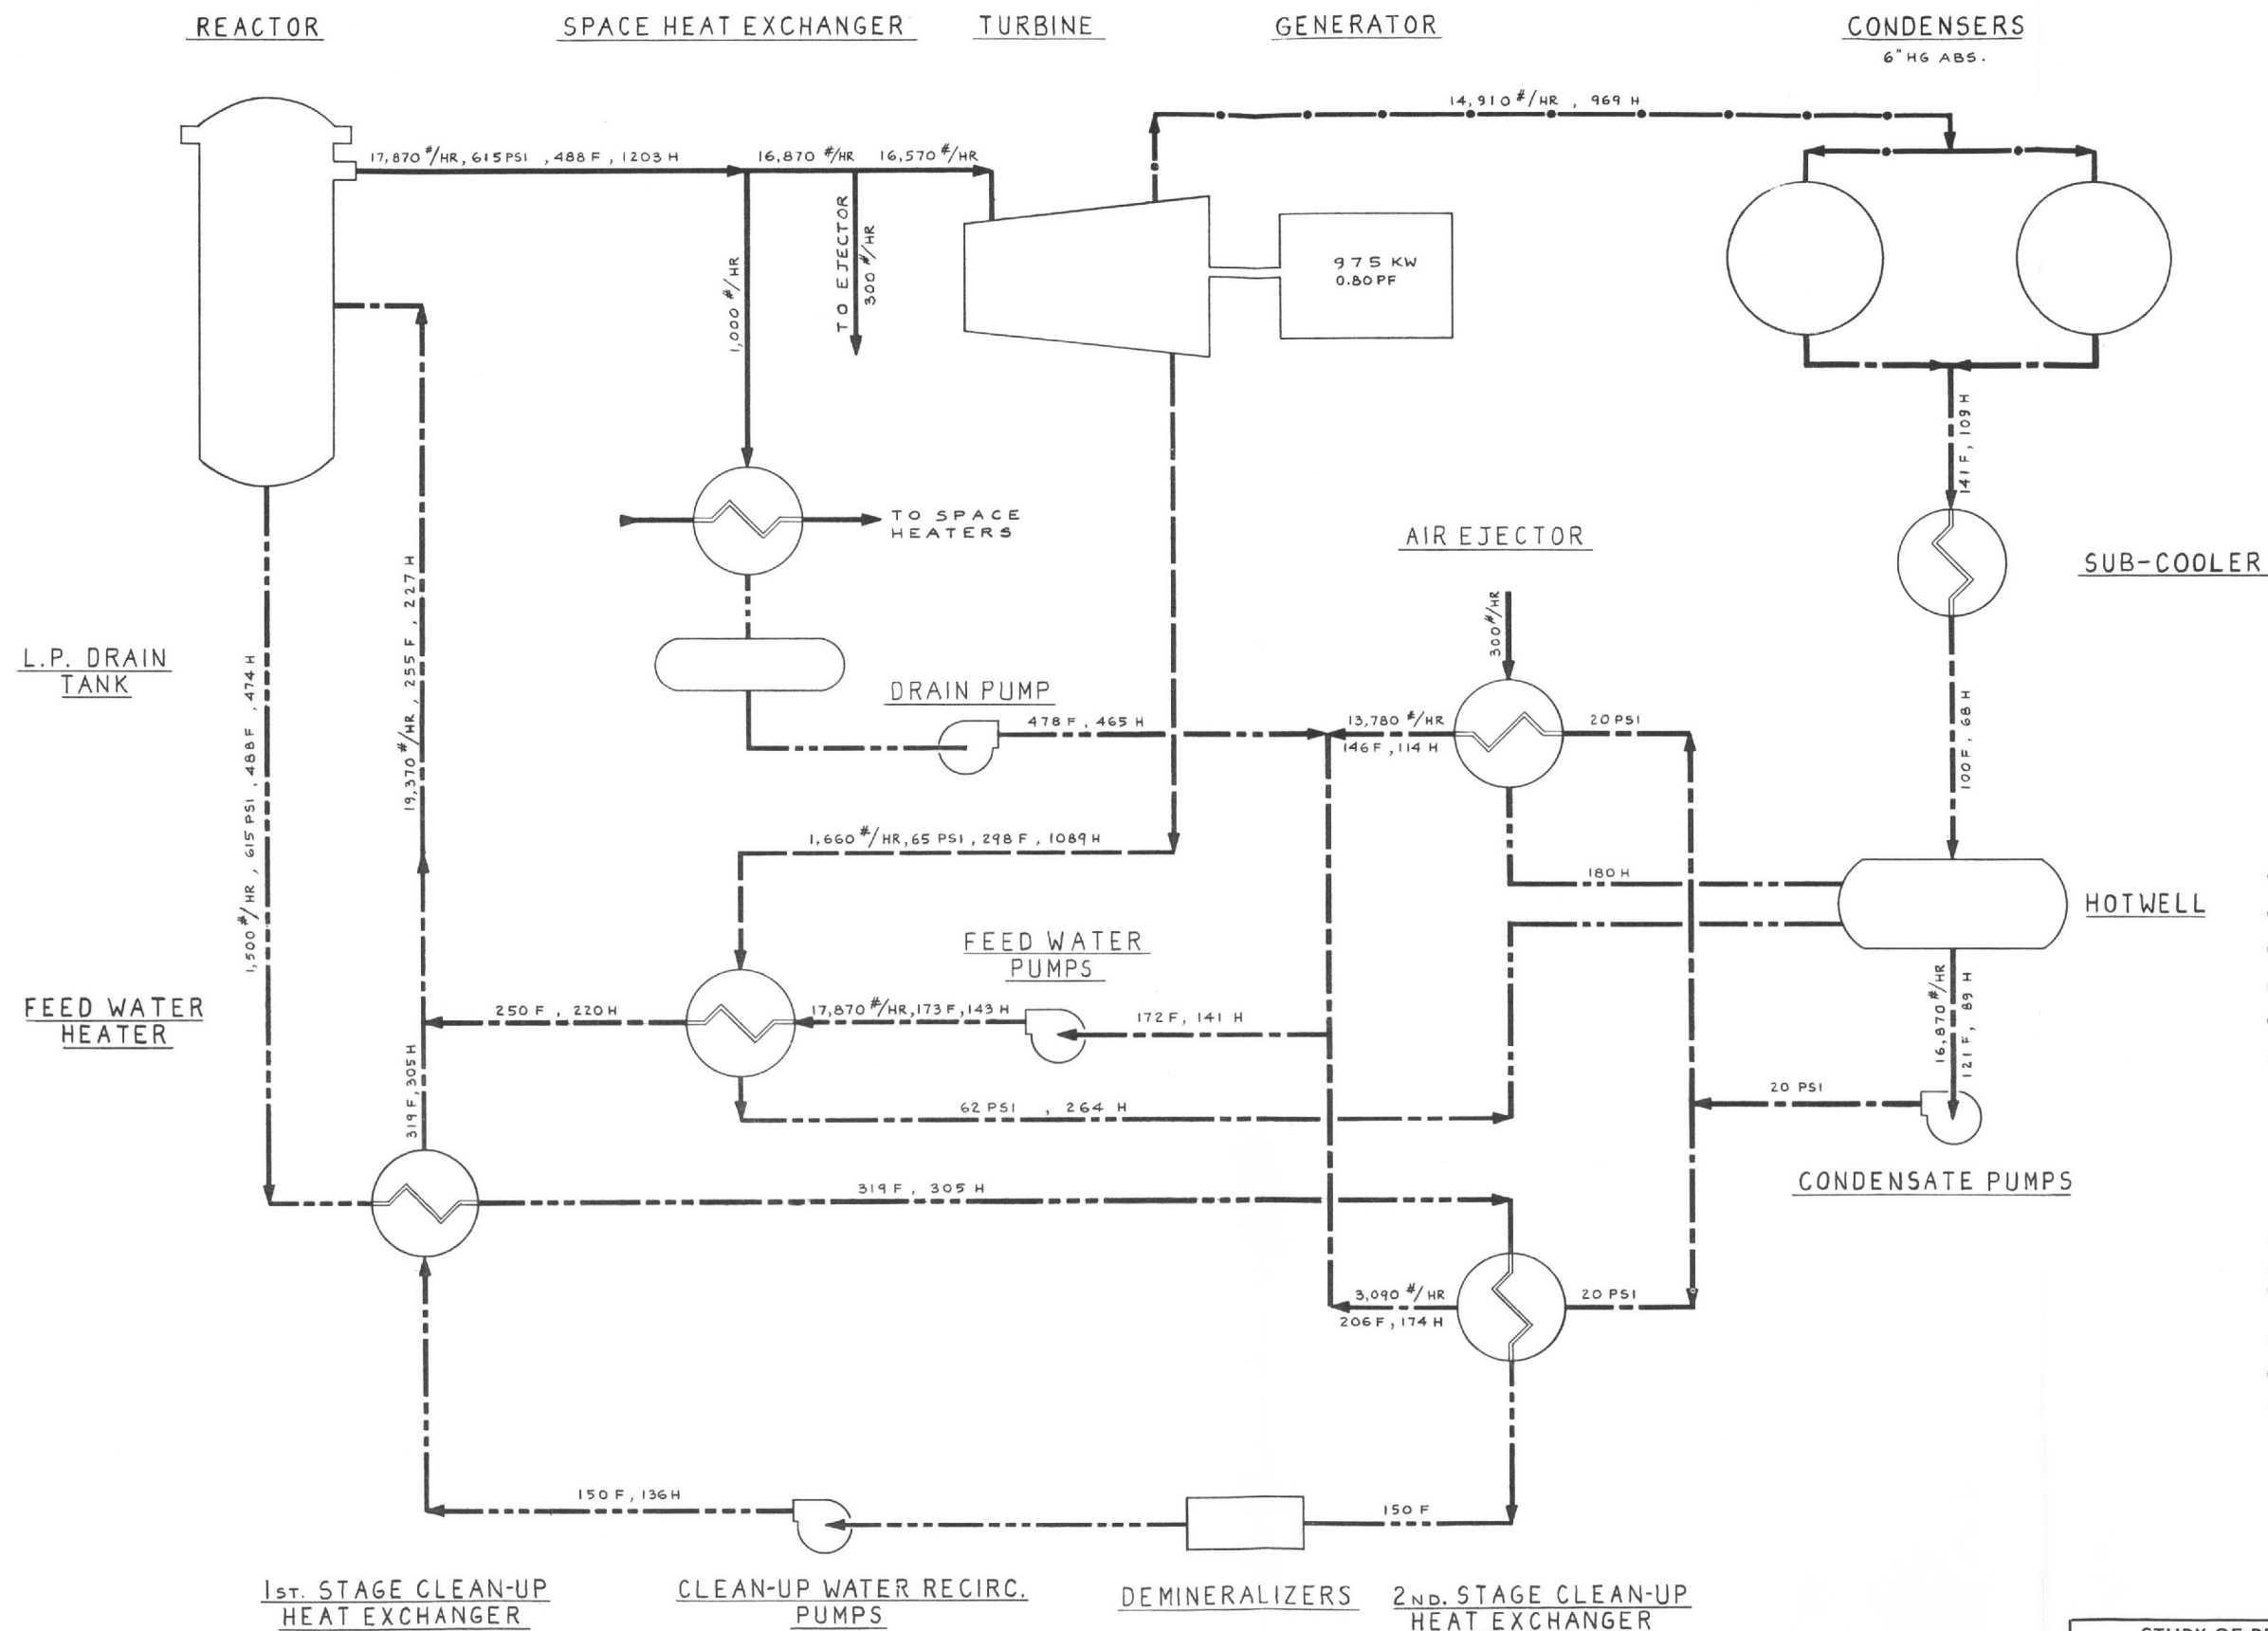 REACTOR
SPACE HEAT EXCHANGER
TURBINE
GENERATOR
CONDENSERS
6" HG ABS.
14,910 #/HR , 969 H
17,870 #/HR, 615 PSI , 488 F , 1203 H
16,870 #/HR
16,570 #/HR
1,000 #/HR
TO EJECTOR
300 #/HR
975 KW
0.80 PF
141 F, 109 H
TO SPACE
HEATERS
AIR EJECTOR
SUB-COOLER
300 #/HR
L.P. DRAIN
TANK
1,500 #/HR , 615 PSI , 488 F , 474 H
19,370 #/HR , 255 F , 227 H
DRAIN PUMP
478 F , 465 H
13,780 #/HR
146 F , 114 H
20 PSI
100 F , 68 H
1,660 #/HR, 65 PSI , 298 F , 1089 H
180 H
HOTWELL
FEED WATER
PUMPS
FEED WATER
HEATER
250 F , 220 H
17,870 #/HR, 173 F, 143 H
172 F, 141 H
16,870 #/HR
121 F, 89 H
319 F, 305 H
62 PSI , 264 H
20 PSI
CONDENSATE PUMPS
319 F, 305 H
3,090 #/HR
206 F, 174 H
20 PSI
150 F, 136 H
150 F
1ST. STAGE CLEAN-UP
HEAT EXCHANGER
CLEAN-UP WATER RECIRC.
PUMPS
DEMINERALIZERS
2ND. STAGE CLEAN-UP
HEAT EXCHANGER